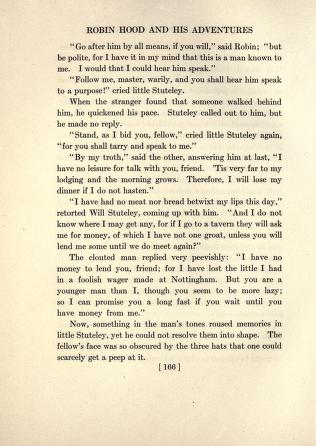 ROBIN HOOD AND HIS ADVENTURES
"Go after him by all means, if you will," said Robin; "but
be polite, for I have it in my mind that this is a man known to
me. I would that I could hear him speak."
"Follow me, master, warily, and you shall hear him speak
to a purpose!" cried little Stuteley.
When the stranger found that someone walked behind
him, he quickened his pace. Stuteley called out to him, but
he made no reply.
"Stand, as I bid you, fellow," cried little Stuteley again,
"for you shall tarry and speak to me."
"By my troth," said the other, answering him at last, "I
have no leisure for talk with you, friend. 'Tis very far to my
lodging and the morning grows. Therefore, I will lose my
dinner if I do not hasten."
"I have had no meat nor bread betwixt my lips this day,"
retorted Will Stuteley, coming up with him. "And I do not
know where I may get any, for if I go to a tavern they will ask
me for money, of which I have not one groat, unless you will
lend me some until we do meet again?"
The clouted man replied very peevishly: "I have no
money to lend you, friend; for I have lost the little I had
in a foolish wager made at Nottingham. But you are a
younger man than I, though you seem to be more lazy;
so I can promise you a long fast if you wait until you
have money from me."
Now, something in the man's tones roused memories in
little Stuteley, yet he could not resolve them into shape. The
fellow's face was so obscured by the three hats that one could
scarcely get a peep at it.
[ 166 ]